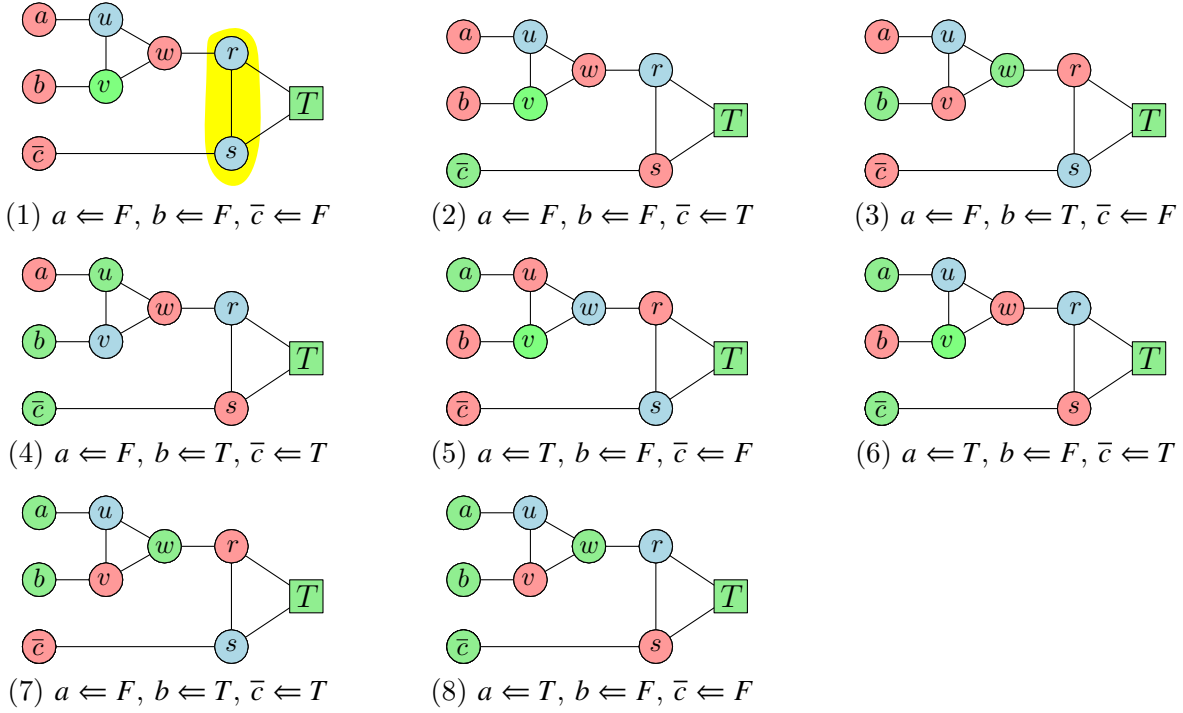 a u w r
b v T
c̅ s
(1) a ⇐ F, b ⇐ F, c̅ ⇐ F
a u w r
b v T
c̅ s
(2) a ⇐ F, b ⇐ F, c̅ ⇐ T
a u w r
b v T
c̅ s
(3) a ⇐ F, b ⇐ T, c̅ ⇐ F
a u w r
b v T
c̅ s
(4) a ⇐ F, b ⇐ T, c̅ ⇐ T
a u w r
b v T
c̅ s
(5) a ⇐ T, b ⇐ F, c̅ ⇐ F
a u w r
b v T
c̅ s
(6) a ⇐ T, b ⇐ F, c̅ ⇐ T
a u w r
b v T
c̅ s
(7) a ⇐ F, b ⇐ T, c̅ ⇐ T
a u w r
b v T
c̅ s
(8) a ⇐ T, b ⇐ F, c̅ ⇐ F